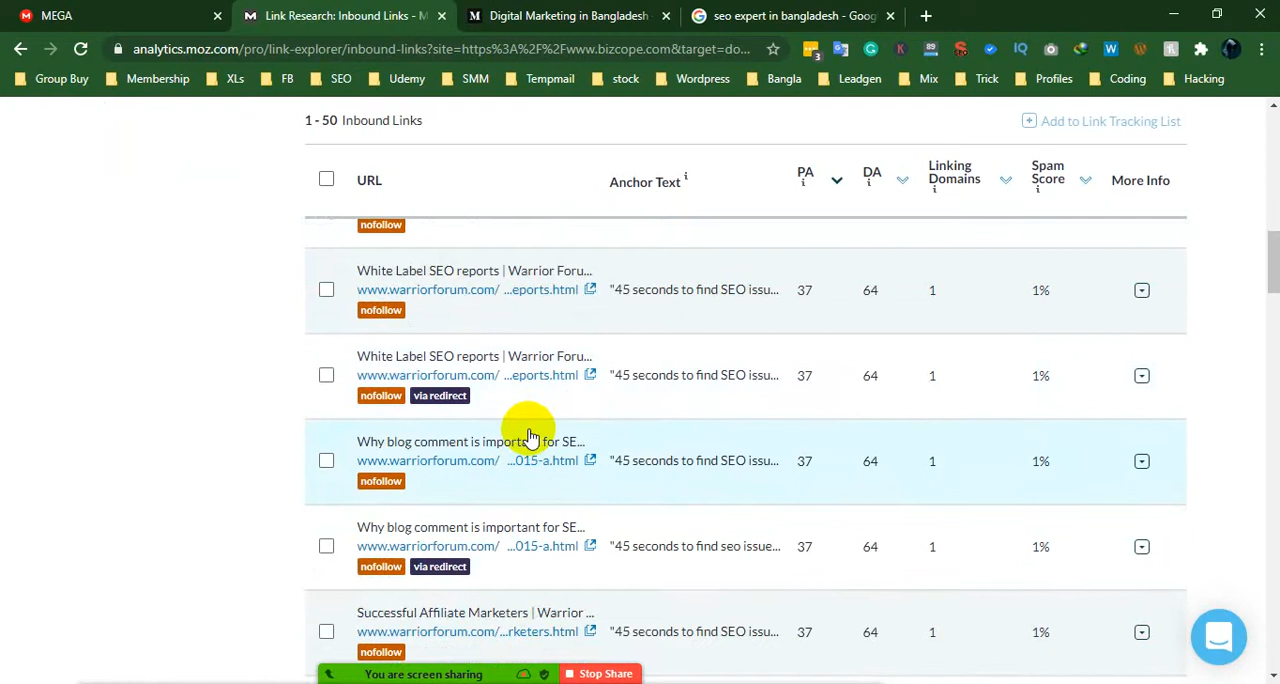 MEGA
Link Research: Inbound Links - M
Digital Marketing in Bangladesh
seo expert in bangladesh - Goog
analytics.moz.com/pro/link-explorer/inbound-links?site=https%3A%2F%2Fwww.bizcope.com&target=do...
3
89
IQ
Group Buy
Membership
XLs
FB
SEO
Udemy
SMM
Tempmail
stock
Wordpress
Bangla
Leadgen
Mix
Trick
Profiles
Coding
Hacking
1 - 50 Inbound Links
Add to Link Tracking List
URL
Anchor Text i
PA i
DA i
Linking Domains i
Spam Score i
More Info
nofollow
White Label SEO reports | Warrior Foru...
www.warriorforum.com/ ...eports.html "45 seconds to find SEO issu... 37 64 1 1%
nofollow
White Label SEO reports | Warrior Foru...
www.warriorforum.com/ ...eports.html "45 seconds to find SEO issu... 37 64 1 1%
nofollow via redirect
Why blog comment is important for SE...
www.warriorforum.com/ ...015-a.html "45 seconds to find SEO issu... 37 64 1 1%
nofollow
Why blog comment is important for SE...
www.warriorforum.com/ ...015-a.html "45 seconds to find seo issue... 37 64 1 1%
nofollow via redirect
Successful Affiliate Marketers | Warrior ...
www.warriorforum.com/...rketers.html "45 seconds to find SEO issu... 37 64 1 1%
nofollow
You are screen sharing
Stop Share